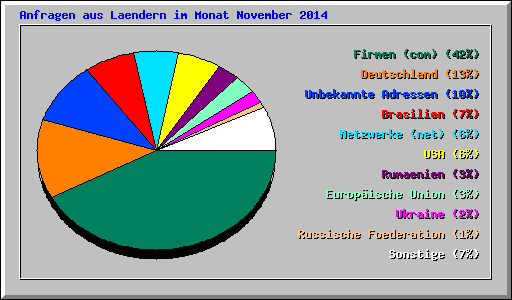 Anfragen aus Laendern im Monat November 2014
Firmen (com) (42%)
Deutschland (13%)
Unbekannte Adressen (10%)
Brasilien (7%)
Netzwerke (net) (6%)
USA (6%)
Rumaenien (3%)
Europäische Union (3%)
Ukraine (2%)
Russische Foederation (1%)
Sonstige (7%)